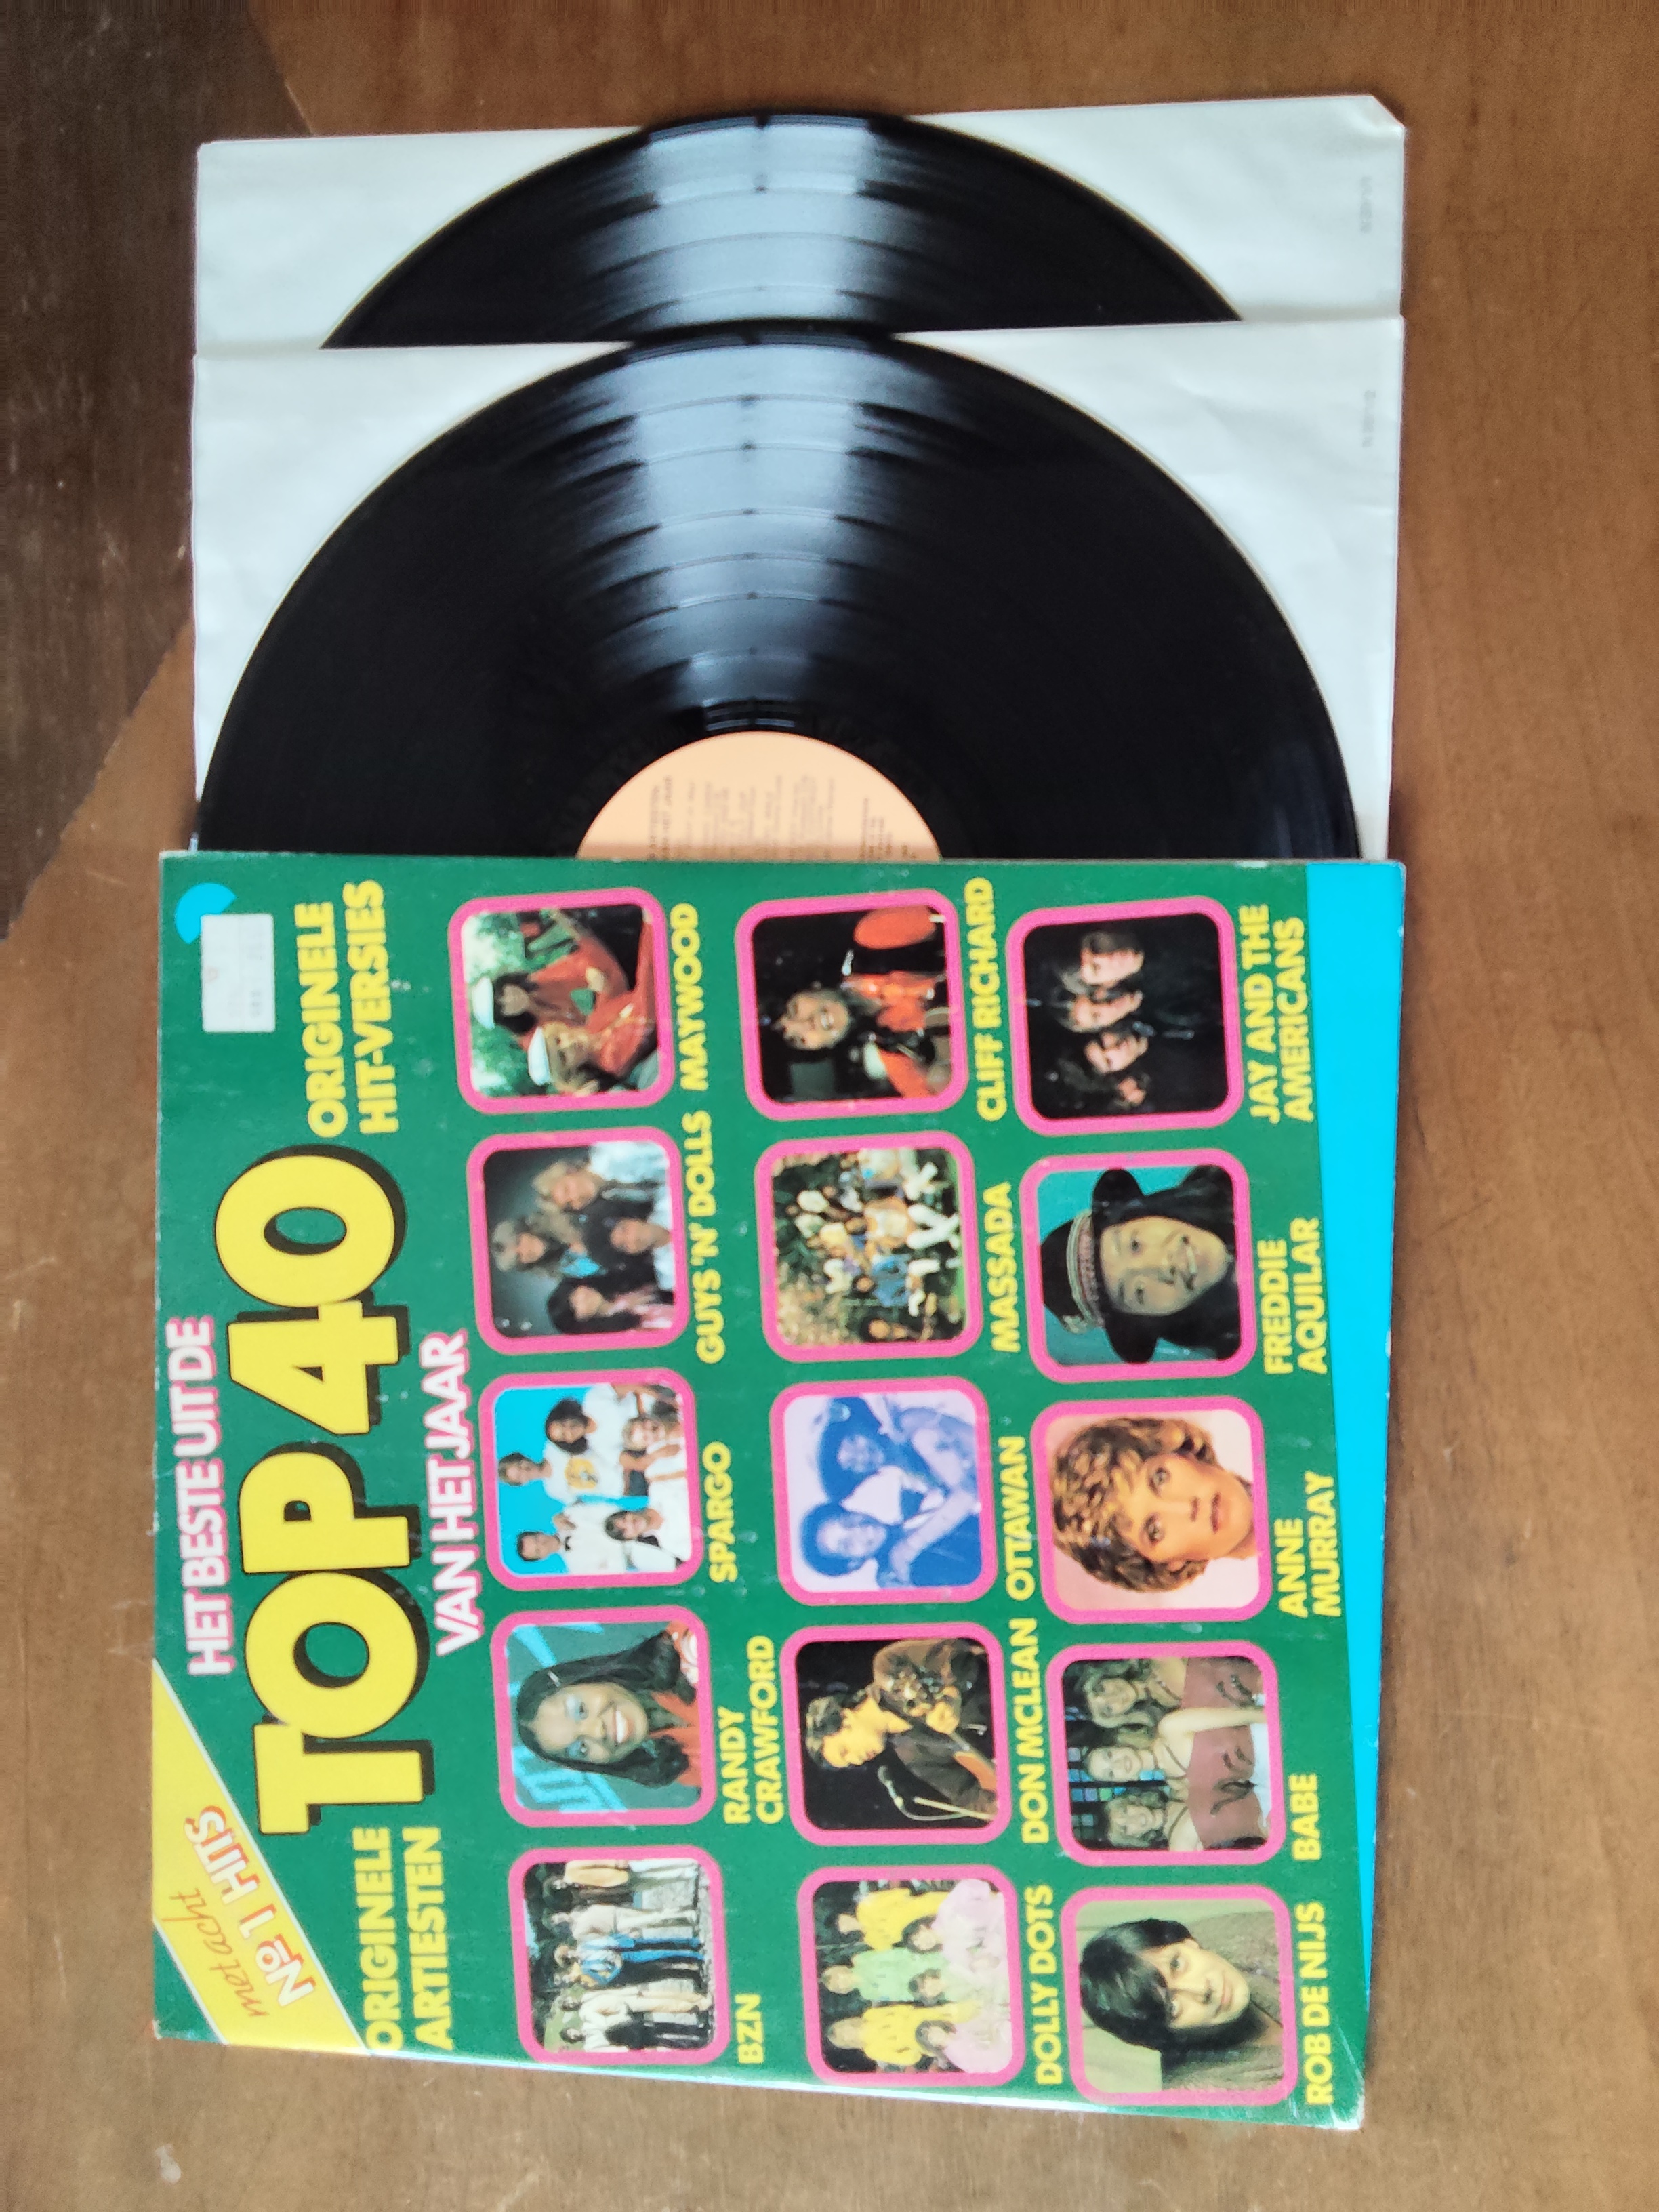 met acht
No. 1 HITS
HET BESTE UIT DE
TOP 40
VAN HET JAAR
ORIGINELE
ARTIESTEN
ORIGINELE
HIT-VERSIES
BZN
RANDY
CRAWFORD
SPARGO
GUYS 'N' DOLLS
MAYWOOD
DOLLY DOTS
DON MCLEAN
OTTAWAN
MASSADA
CLIFF RICHARD
ROB DE NIJS
BABE
ANNE
MURRAY
FREDDIE
AQUILAR
JAY AND THE
AMERICANS